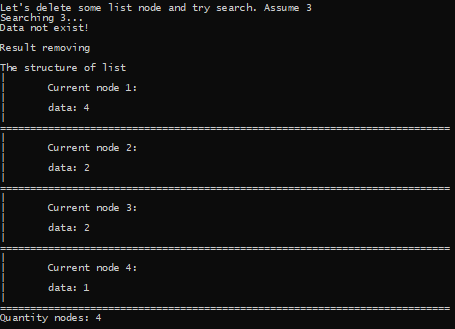 Let's delete some list node and try search. Assume 3
Searching 3...
Data not exist!
Result removing
The structure of list
|
| Current node 1:
|
| data: 4
|
===========================================================================
|
| Current node 2:
|
| data: 2
|
===========================================================================
|
| Current node 3:
|
| data: 2
|
===========================================================================
|
| Current node 4:
|
| data: 1
|
===========================================================================
Quantity nodes: 4